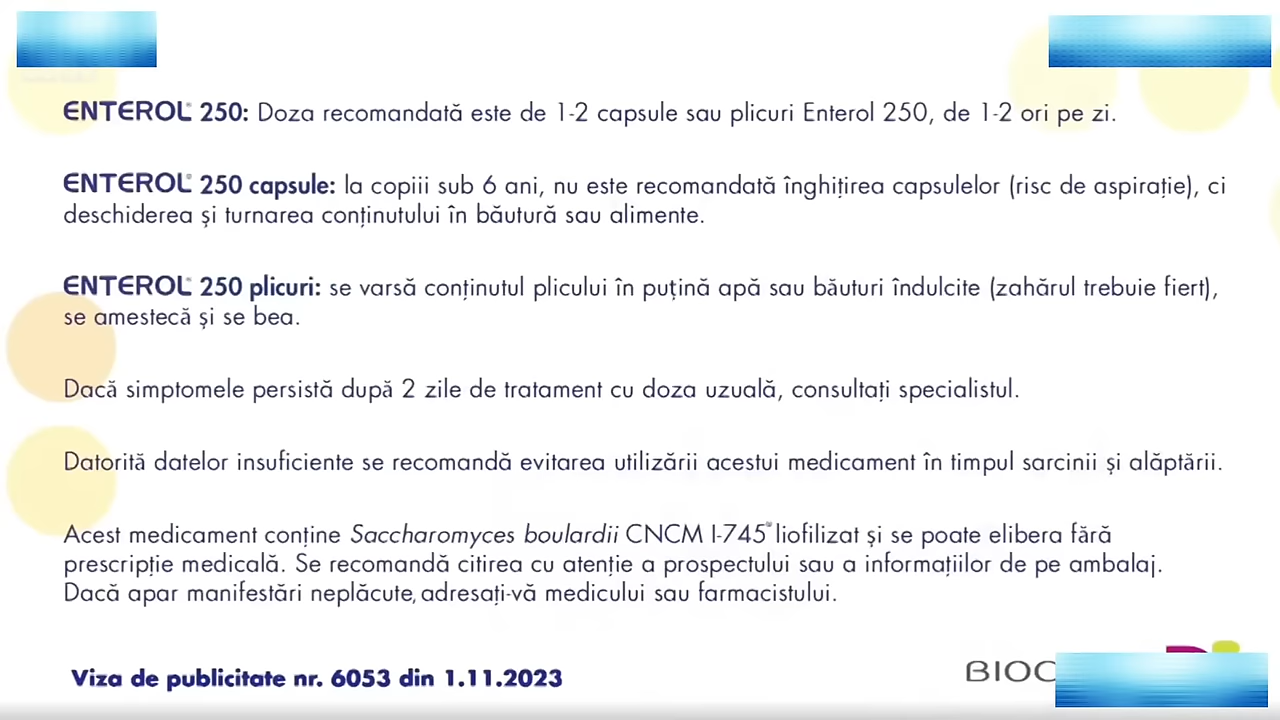 ENTEROL® 250: Doza recomandată este de 1-2 capsule sau plicuri Enterol 250, de 1-2 ori pe zi.
ENTEROL® 250 capsule: la copiii sub 6 ani, nu este recomandată înghițirea capsulelor (risc de aspirație), ci
deschiderea și turnarea conținutului în băutură sau alimente.
ENTEROL® 250 plicuri: se varsă conținutul plicului în puțină apă sau băuturi îndulcite (zahărul trebuie fiert),
se amestecă și se bea.
Dacă simptomele persistă după 2 zile de tratament cu doza uzuală, consultați specialistul.
Datorită datelor insuficiente se recomandă evitarea utilizării acestui medicament în timpul sarcinii și alăptării.
Acest medicament conține Saccharomyces boulardii CNCM I-745 liofilizat și se poate elibera fără
prescripție medicală. Se recomandă citirea cu atenție a prospectului sau a informațiilor de pe ambalaj.
Dacă apar manifestări neplăcute, adresați-vă medicului sau farmacistului.
Viza de publicitate nr. 6053 din 1.11.2023